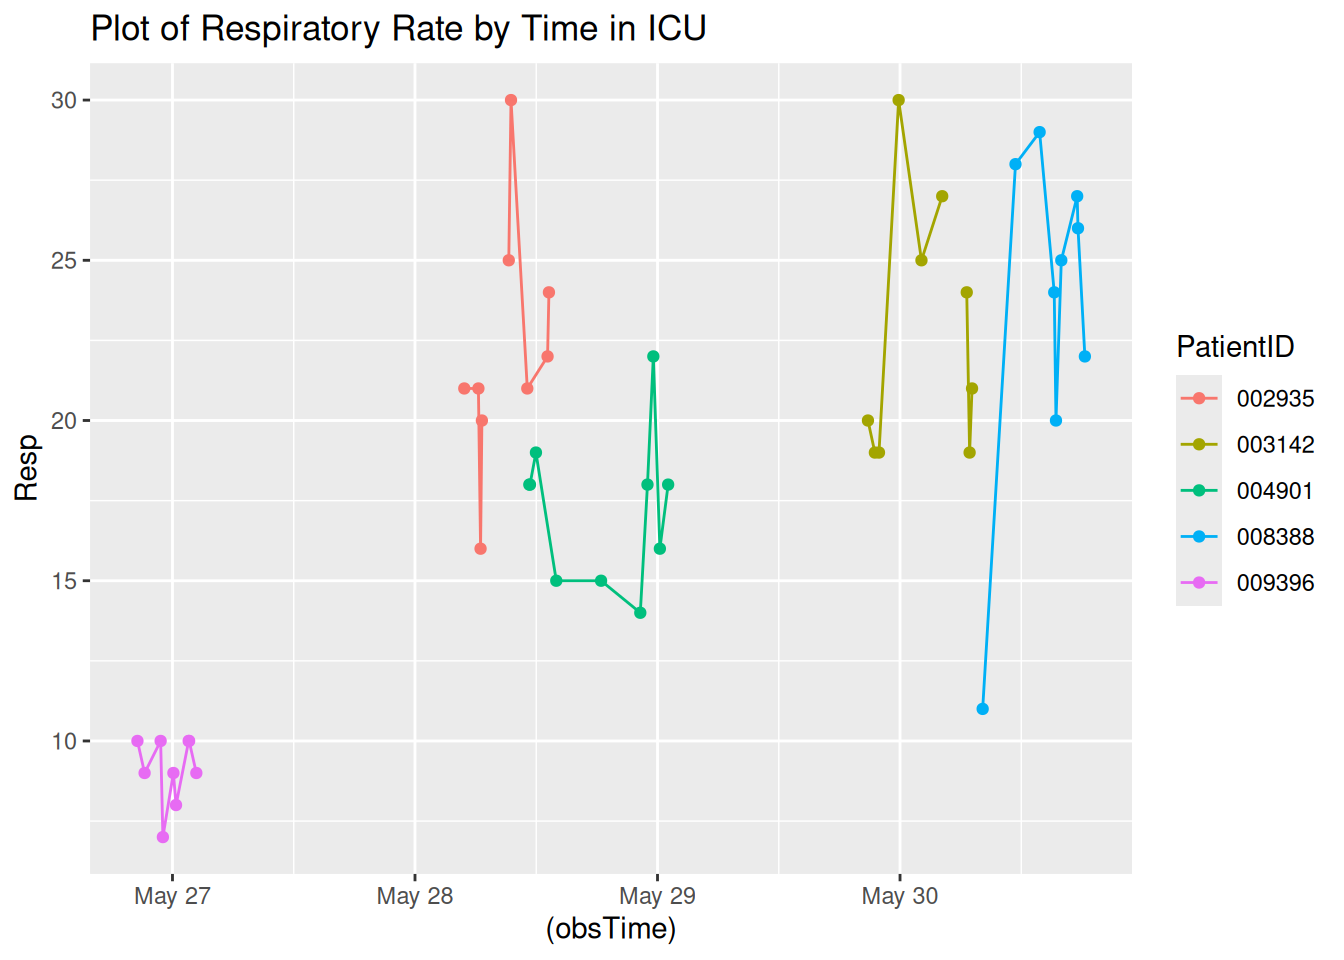 Plot of Respiratory Rate by Time in ICU
30
25
20
15
10
Resp
May 27
May 28
May 29
May 30
(obsTime)
PatientID
002935
003142
004901
008388
009396